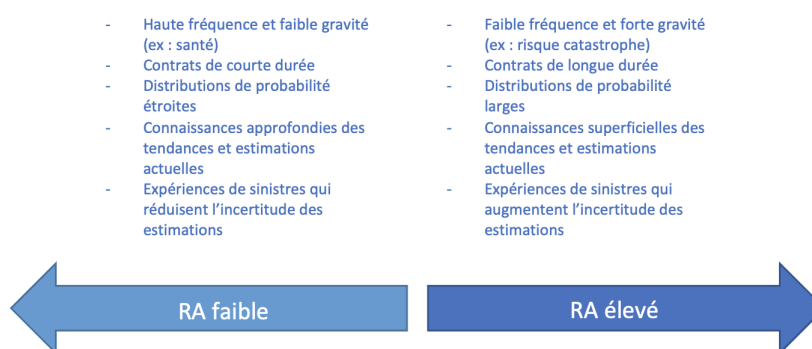 - Haute fréquence et faible gravité
(ex : santé)
- Contrats de courte durée
- Distributions de probabilité
étroites
- Connaissances approfondies des
tendances et estimations
actuelles
- Expériences de sinistres qui
réduisent l'incertitude des
estimations
- Faible fréquence et forte gravité
(ex : risque catastrophe)
- Contrats de longue durée
- Distributions de probabilité
larges
- Connaissances superficielles des
tendances et estimations
actuelles
- Expériences de sinistres qui
augmentent l'incertitude des
estimations
RA faible
RA élevé